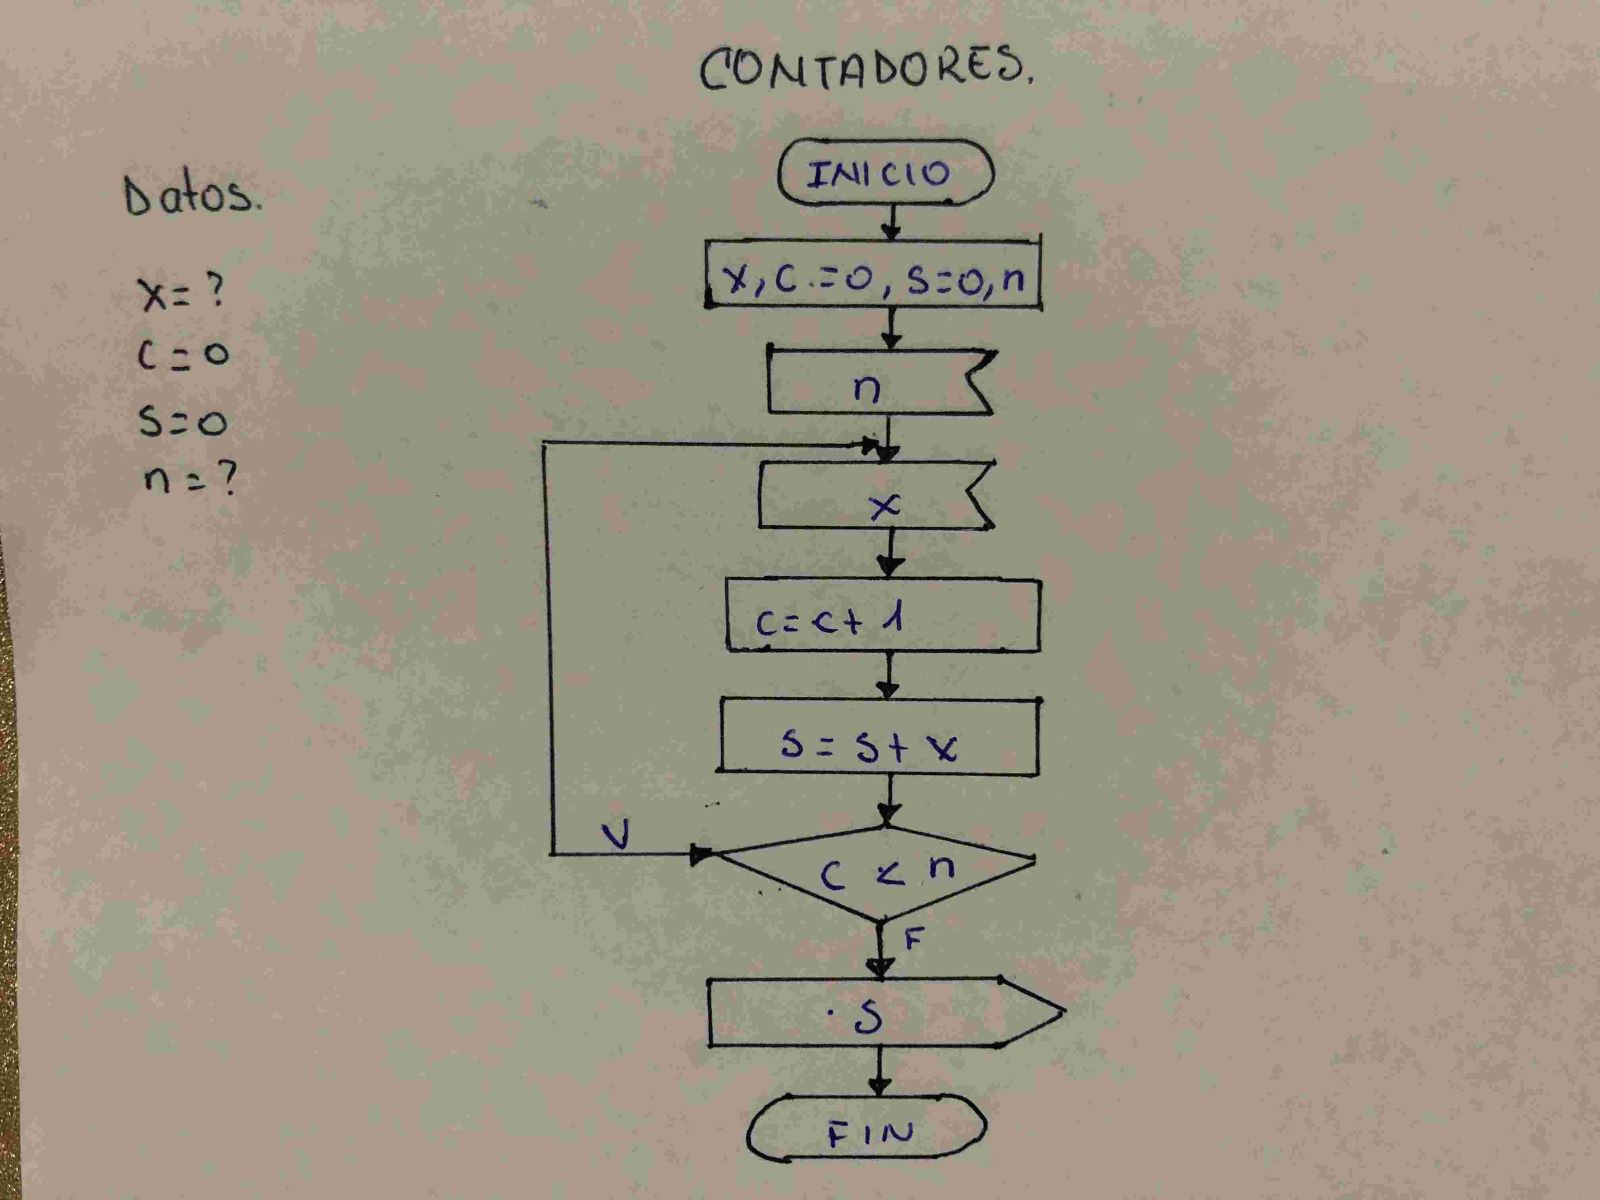 CONTADORES.
Datos.
x=?
c=0
s=0
n=?
INICIO
x, c.=0, s=0, n
n
x
c=c+1
s=s+x
V
c < n
F
.S
FIN